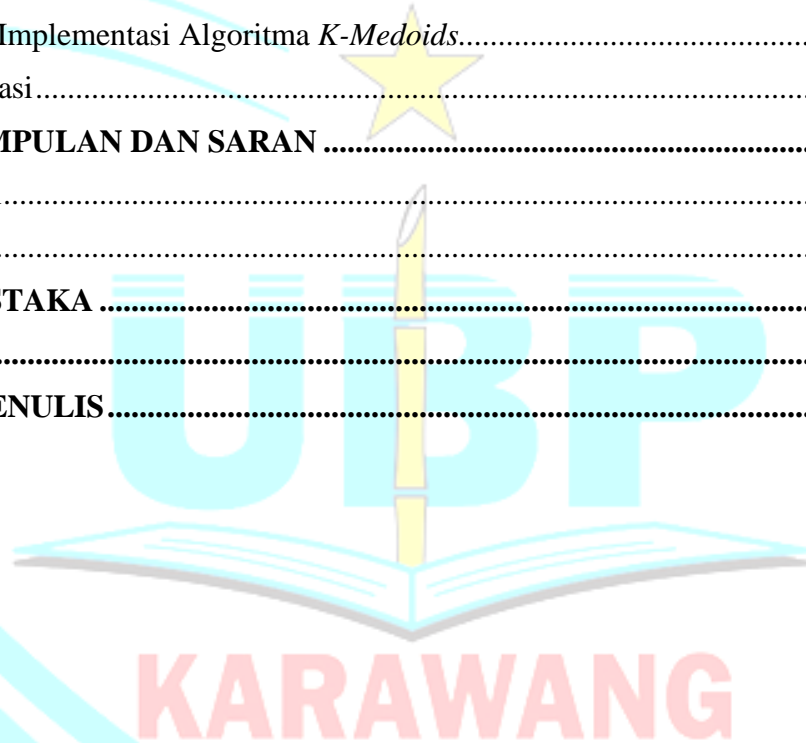 Implementasi Algoritma K-Medoids
asi
MPULAN DAN SARAN
STAKA
ENULIS
UBP
KARAWANG